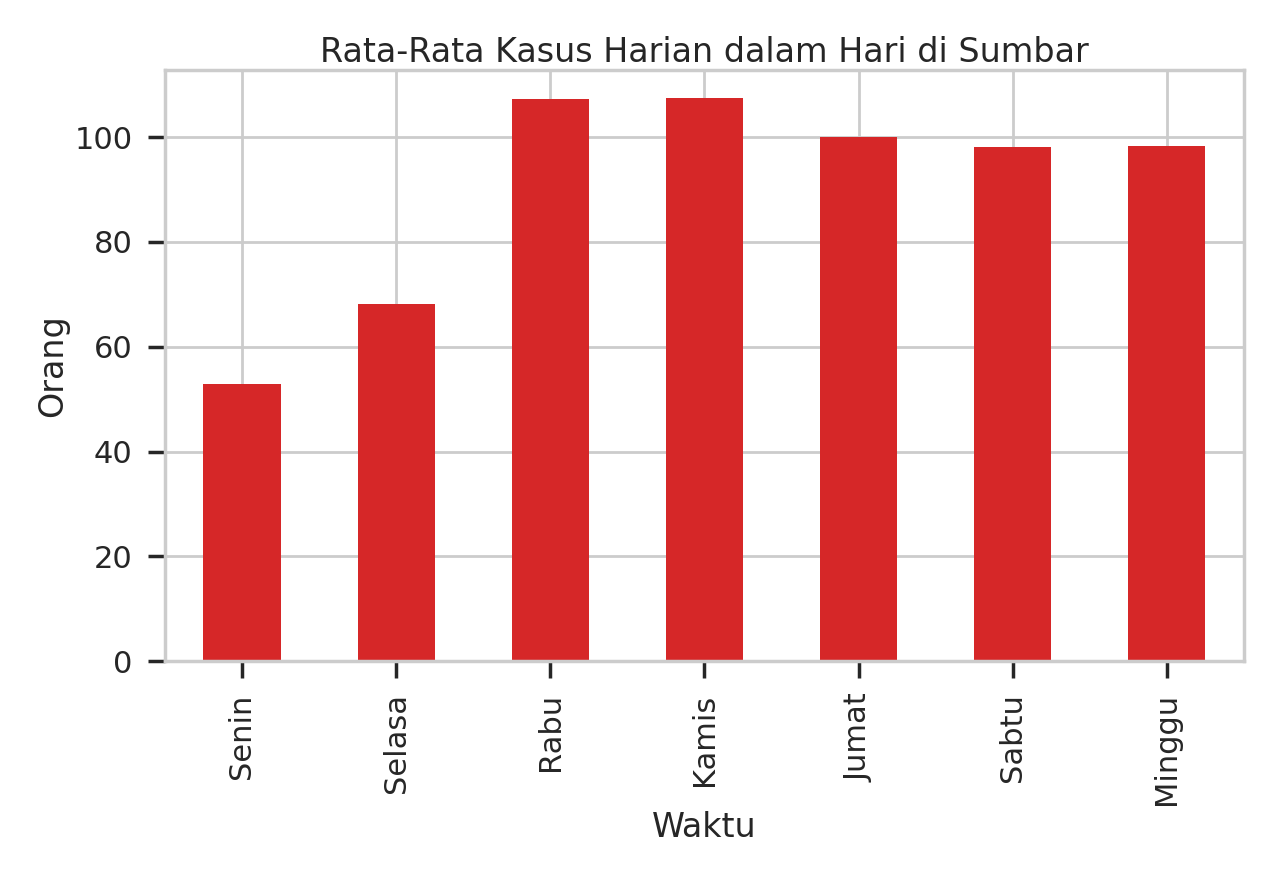 Rata-Rata Kasus Harian dalam Hari di Sumbar
Orang
100
80
60
40
20
0
Senin
Selasa
Rabu
Kamis
Jumat
Sabtu
Minggu
Waktu